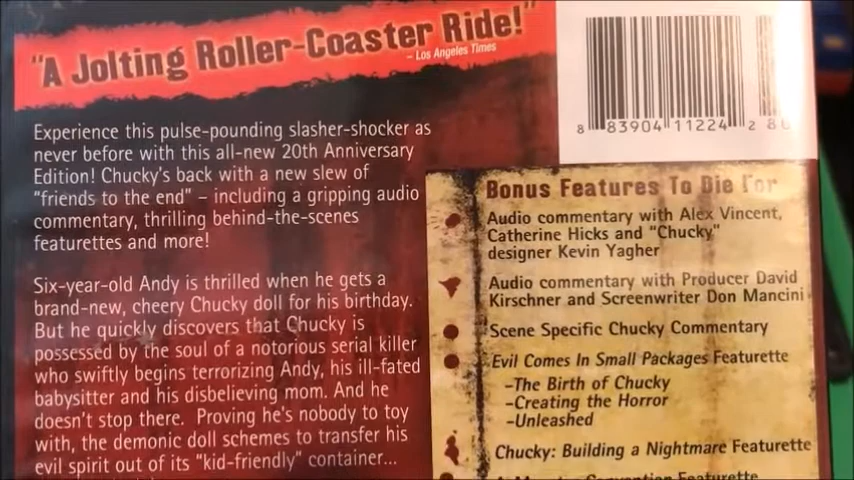 "A Jolting Roller-Coaster Ride!"
– Los Angeles Times
Experience this pulse-pounding slasher-shocker as
never before with this all-new 20th Anniversary
Edition! Chucky's back with a new slew of
"friends to the end" – including a gripping audio
commentary, thrilling behind-the-scenes
featurettes and more!
Six-year-old Andy is thrilled when he gets a
brand-new, cheery Chucky doll for his birthday.
But he quickly discovers that Chucky is
possessed by the soul of a notorious serial killer
who swiftly begins terrorizing Andy, his ill-fated
babysitter and his disbelieving mom. And he
doesn't stop there. Proving he's nobody to toy
with, the demonic doll schemes to transfer his
evil spirit out of its "kid-friendly" container...
8 83904 11224 2
Bonus Features To Die For
Audio commentary with Alex Vincent,
Catherine Hicks and "Chucky"
designer Kevin Yagher
Audio commentary with Producer David
Kirschner and Screenwriter Don Mancini
Scene Specific Chucky Commentary
Evil Comes In Small Packages Featurette
–The Birth of Chucky
–Creating the Horror
–Unleashed
Chucky: Building a Nightmare Featurette